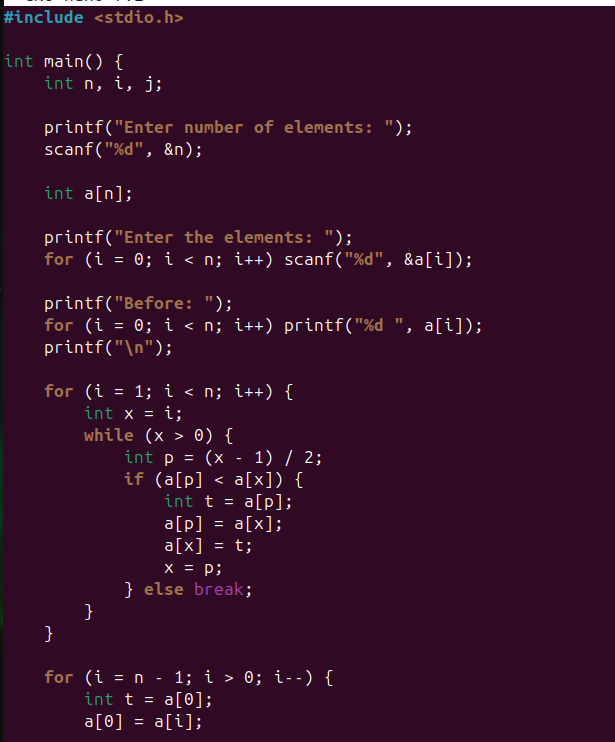 #include <stdio.h>

int main() {
    int n, i, j;

    printf("Enter number of elements: ");
    scanf("%d", &n);

    int a[n];

    printf("Enter the elements: ");
    for (i = 0; i < n; i++) scanf("%d", &a[i]);

    printf("Before: ");
    for (i = 0; i < n; i++) printf("%d ", a[i]);
    printf("\n");

    for (i = 1; i < n; i++) {
        int x = i;
        while (x > 0) {
            int p = (x - 1) / 2;
            if (a[p] < a[x]) {
                int t = a[p];
                a[p] = a[x];
                a[x] = t;
                x = p;
            } else break;
        }
    }

    for (i = n - 1; i > 0; i--) {
        int t = a[0];
        a[0] = a[i];